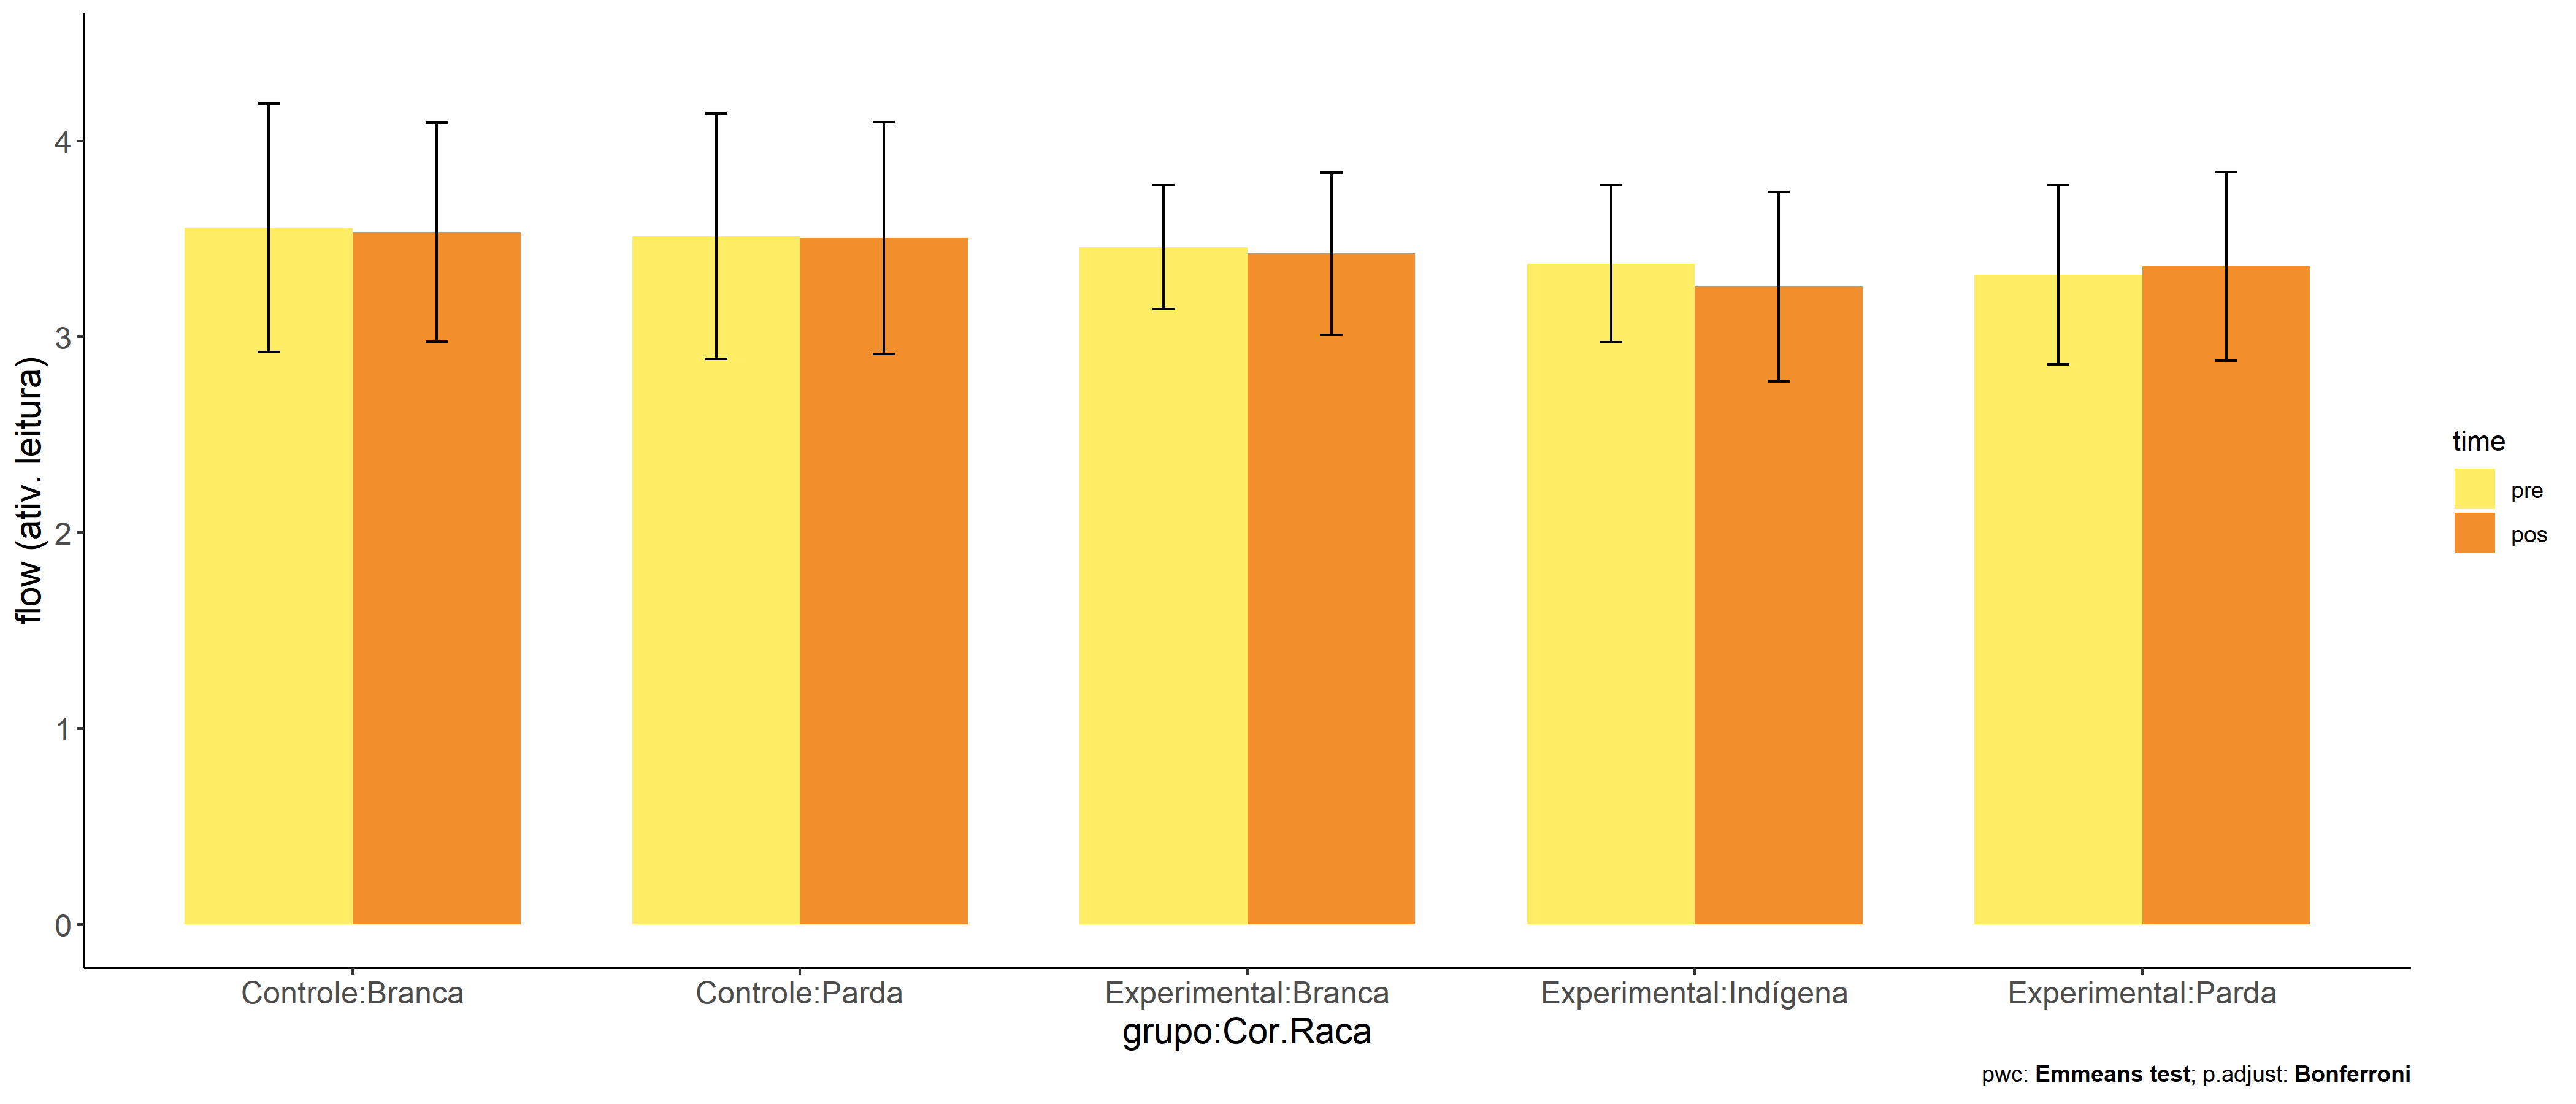 flow (ativ. leitura)
4
3
2
1
0
Controle:Branca
Controle:Parda
Experimental:Branca
Experimental:Indígena
Experimental:Parda
grupo:Cor.Raca
time
pre
pos
pwc: Emmeans test; p.adjust: Bonferroni